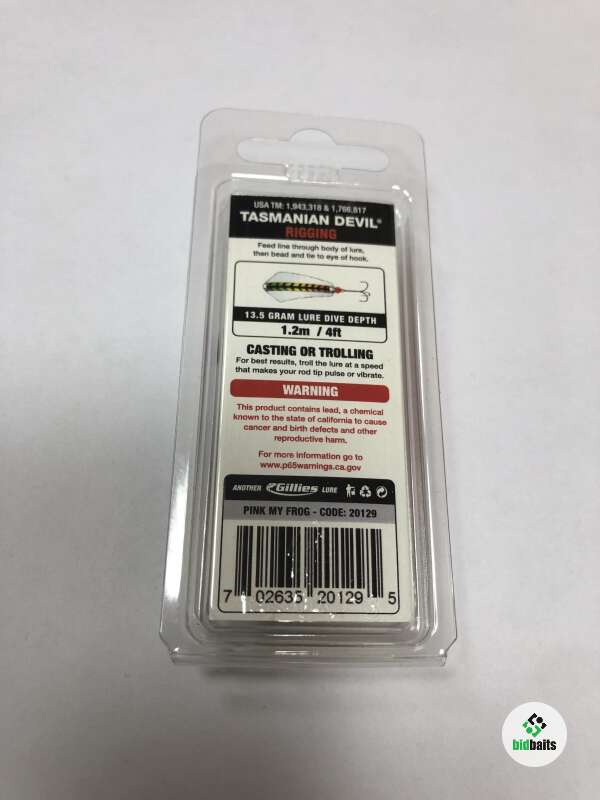 USA TM: 1,943,318 & 1,766,817
TASMANIAN DEVIL®
RIGGING
Feed line through body of lure,
then bead and tie to eye of hook.
13.5 GRAM LURE DIVE DEPTH
1.2m / 4ft
CASTING OR TROLLING
For best results, troll the lure at a speed
that makes your rod tip pulse or vibrate.
WARNING
This product contains lead, a chemical
known to the state of california to cause
cancer and birth defects and other
reproductive harm.
For more information go to
www.p65warnings.ca.gov
ANOTHER Gillies LURE
PINK MY FROG - CODE: 20129
7 02635 20129 5
bidbaits